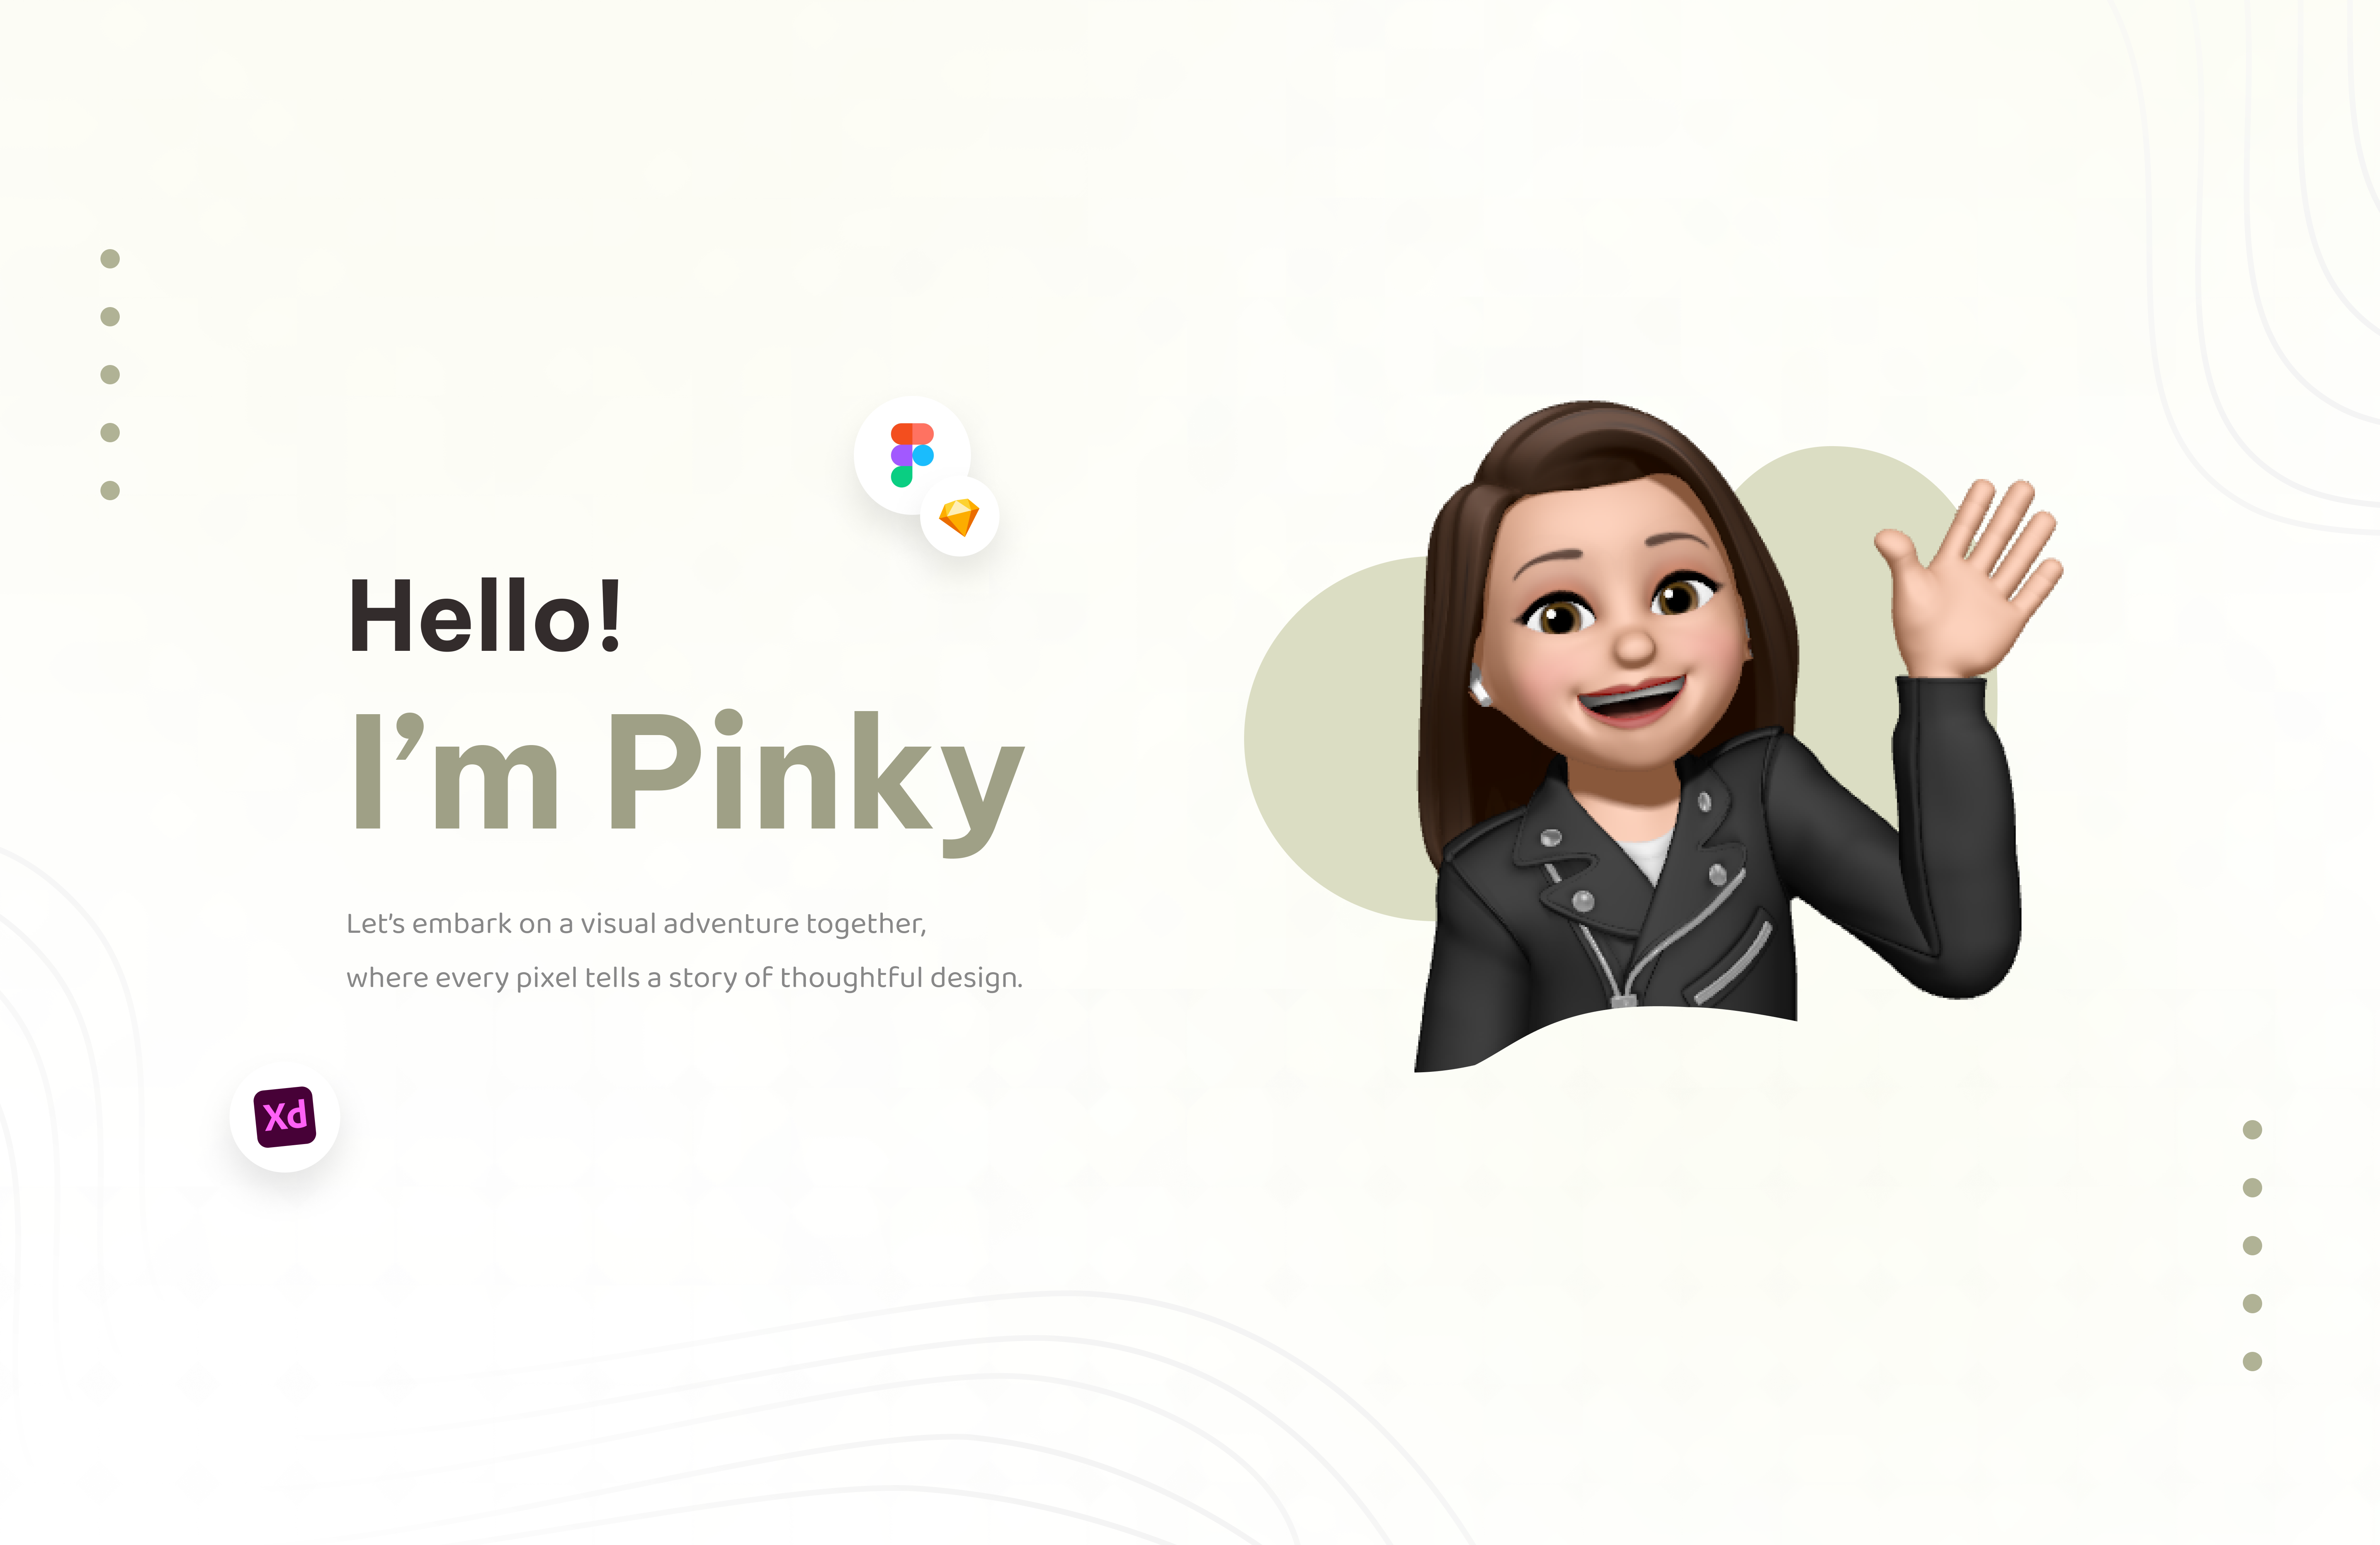 Hello!
I’m Pinky
Let’s embark on a visual adventure together,
where every pixel tells a story of thoughtful design.
Xd